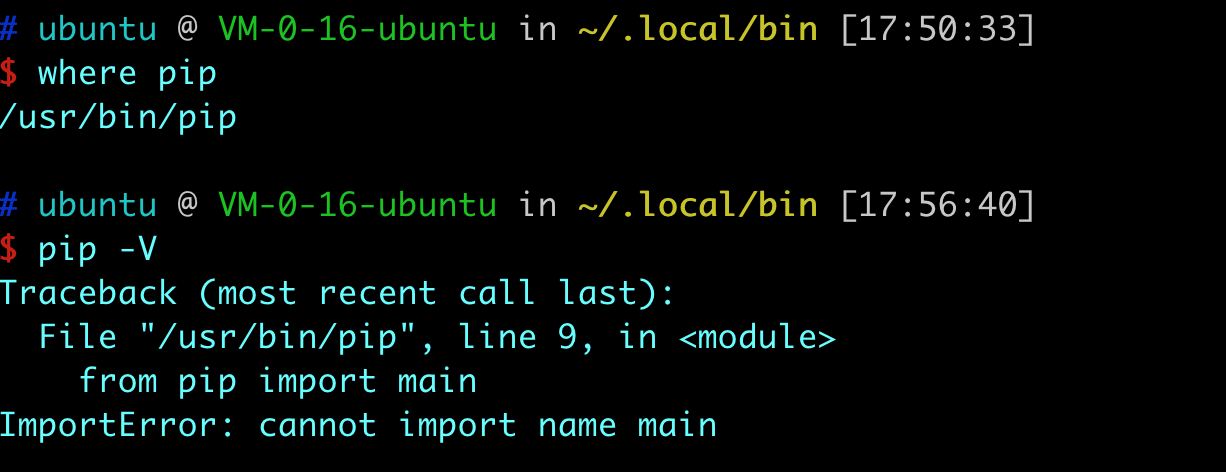 # ubuntu @ VM-0-16-ubuntu in ~/.local/bin [17:50:33]
$ where pip
/usr/bin/pip
# ubuntu @ VM-0-16-ubuntu in ~/.local/bin [17:56:40]
$ pip -V
Traceback (most recent call last):
  File "/usr/bin/pip", line 9, in <module>
    from pip import main
ImportError: cannot import name main